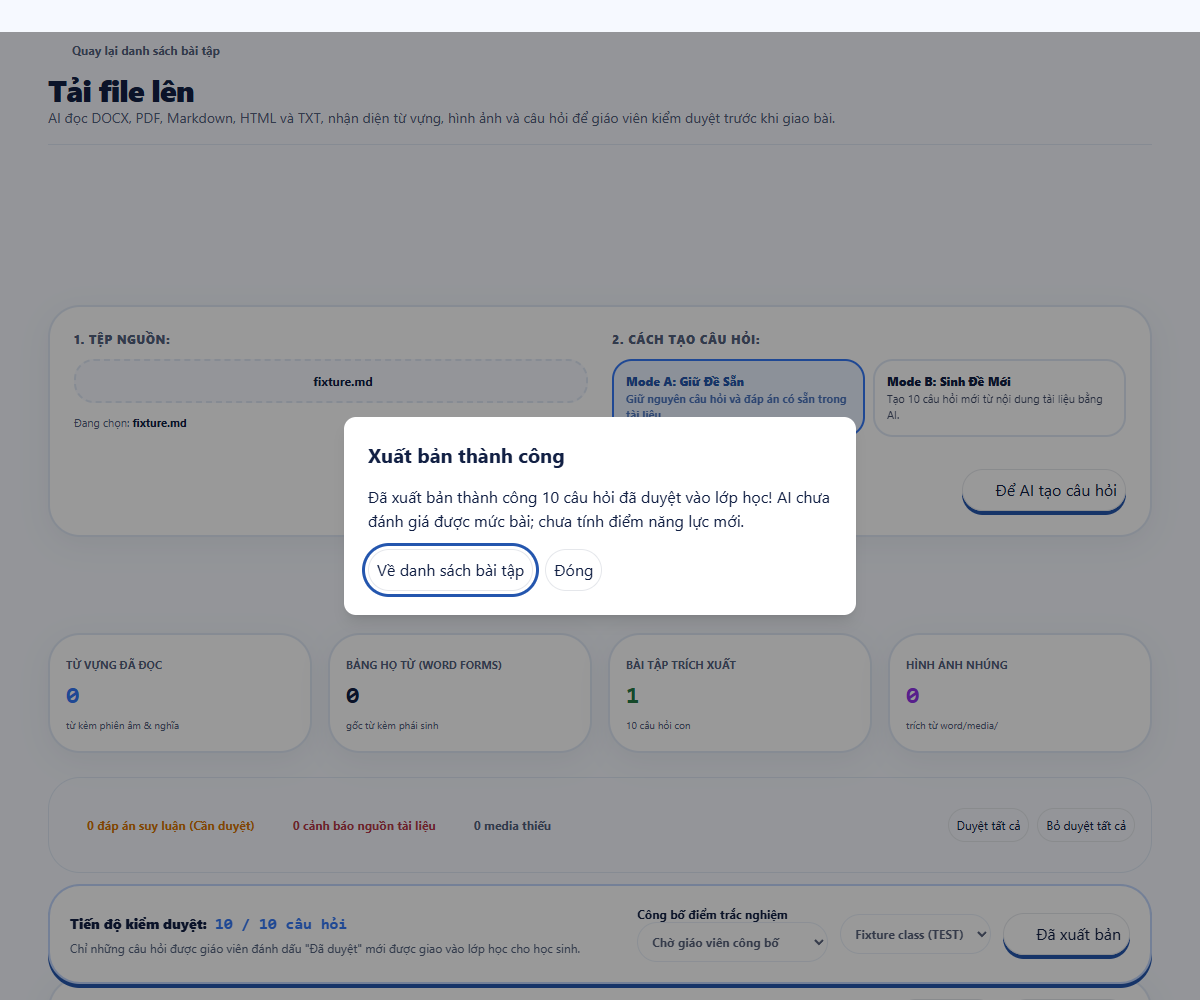 Quay lại danh sách bài tập
Tải file lên
AI đọc DOCX, PDF, Markdown, HTML và TXT, nhận diện từ vựng, hình ảnh và câu hỏi để giáo viên kiểm duyệt trước khi giao bài.
1. TỆP NGUỒN:
fixture.md
Đang chọn: fixture.md
2. CÁCH TẠO CÂU HỎI:
Mode A: Giữ Đề Sẵn
Giữ nguyên câu hỏi và đáp án có sẵn trong
tài liệu.
Mode B: Sinh Đề Mới
Tạo 10 câu hỏi mới từ nội dung tài liệu bằng
AI.
Để AI tạo câu hỏi
Xuất bản thành công
Đã xuất bản thành công 10 câu hỏi đã duyệt vào lớp học! AI chưa
đánh giá được mức bài; chưa tính điểm năng lực mới.
Về danh sách bài tập
Đóng
TỪ VỰNG ĐÃ ĐỌC
0
từ kèm phiên âm & nghĩa
BẢNG HỌ TỪ (WORD FORMS)
0
gốc từ kèm phái sinh
BÀI TẬP TRÍCH XUẤT
1
10 câu hỏi con
HÌNH ẢNH NHÚNG
0
trích từ word/media/
0 đáp án suy luận (Cần duyệt)
0 cảnh báo nguồn tài liệu
0 media thiếu
Duyệt tất cả
Bỏ duyệt tất cả
Tiến độ kiểm duyệt: 10 / 10 câu hỏi
Chỉ những câu hỏi được giáo viên đánh dấu "Đã duyệt" mới được giao vào lớp học cho học sinh.
Công bố điểm trắc nghiệm
Chờ giáo viên công bố
Fixture class (TEST)
Đã xuất bản